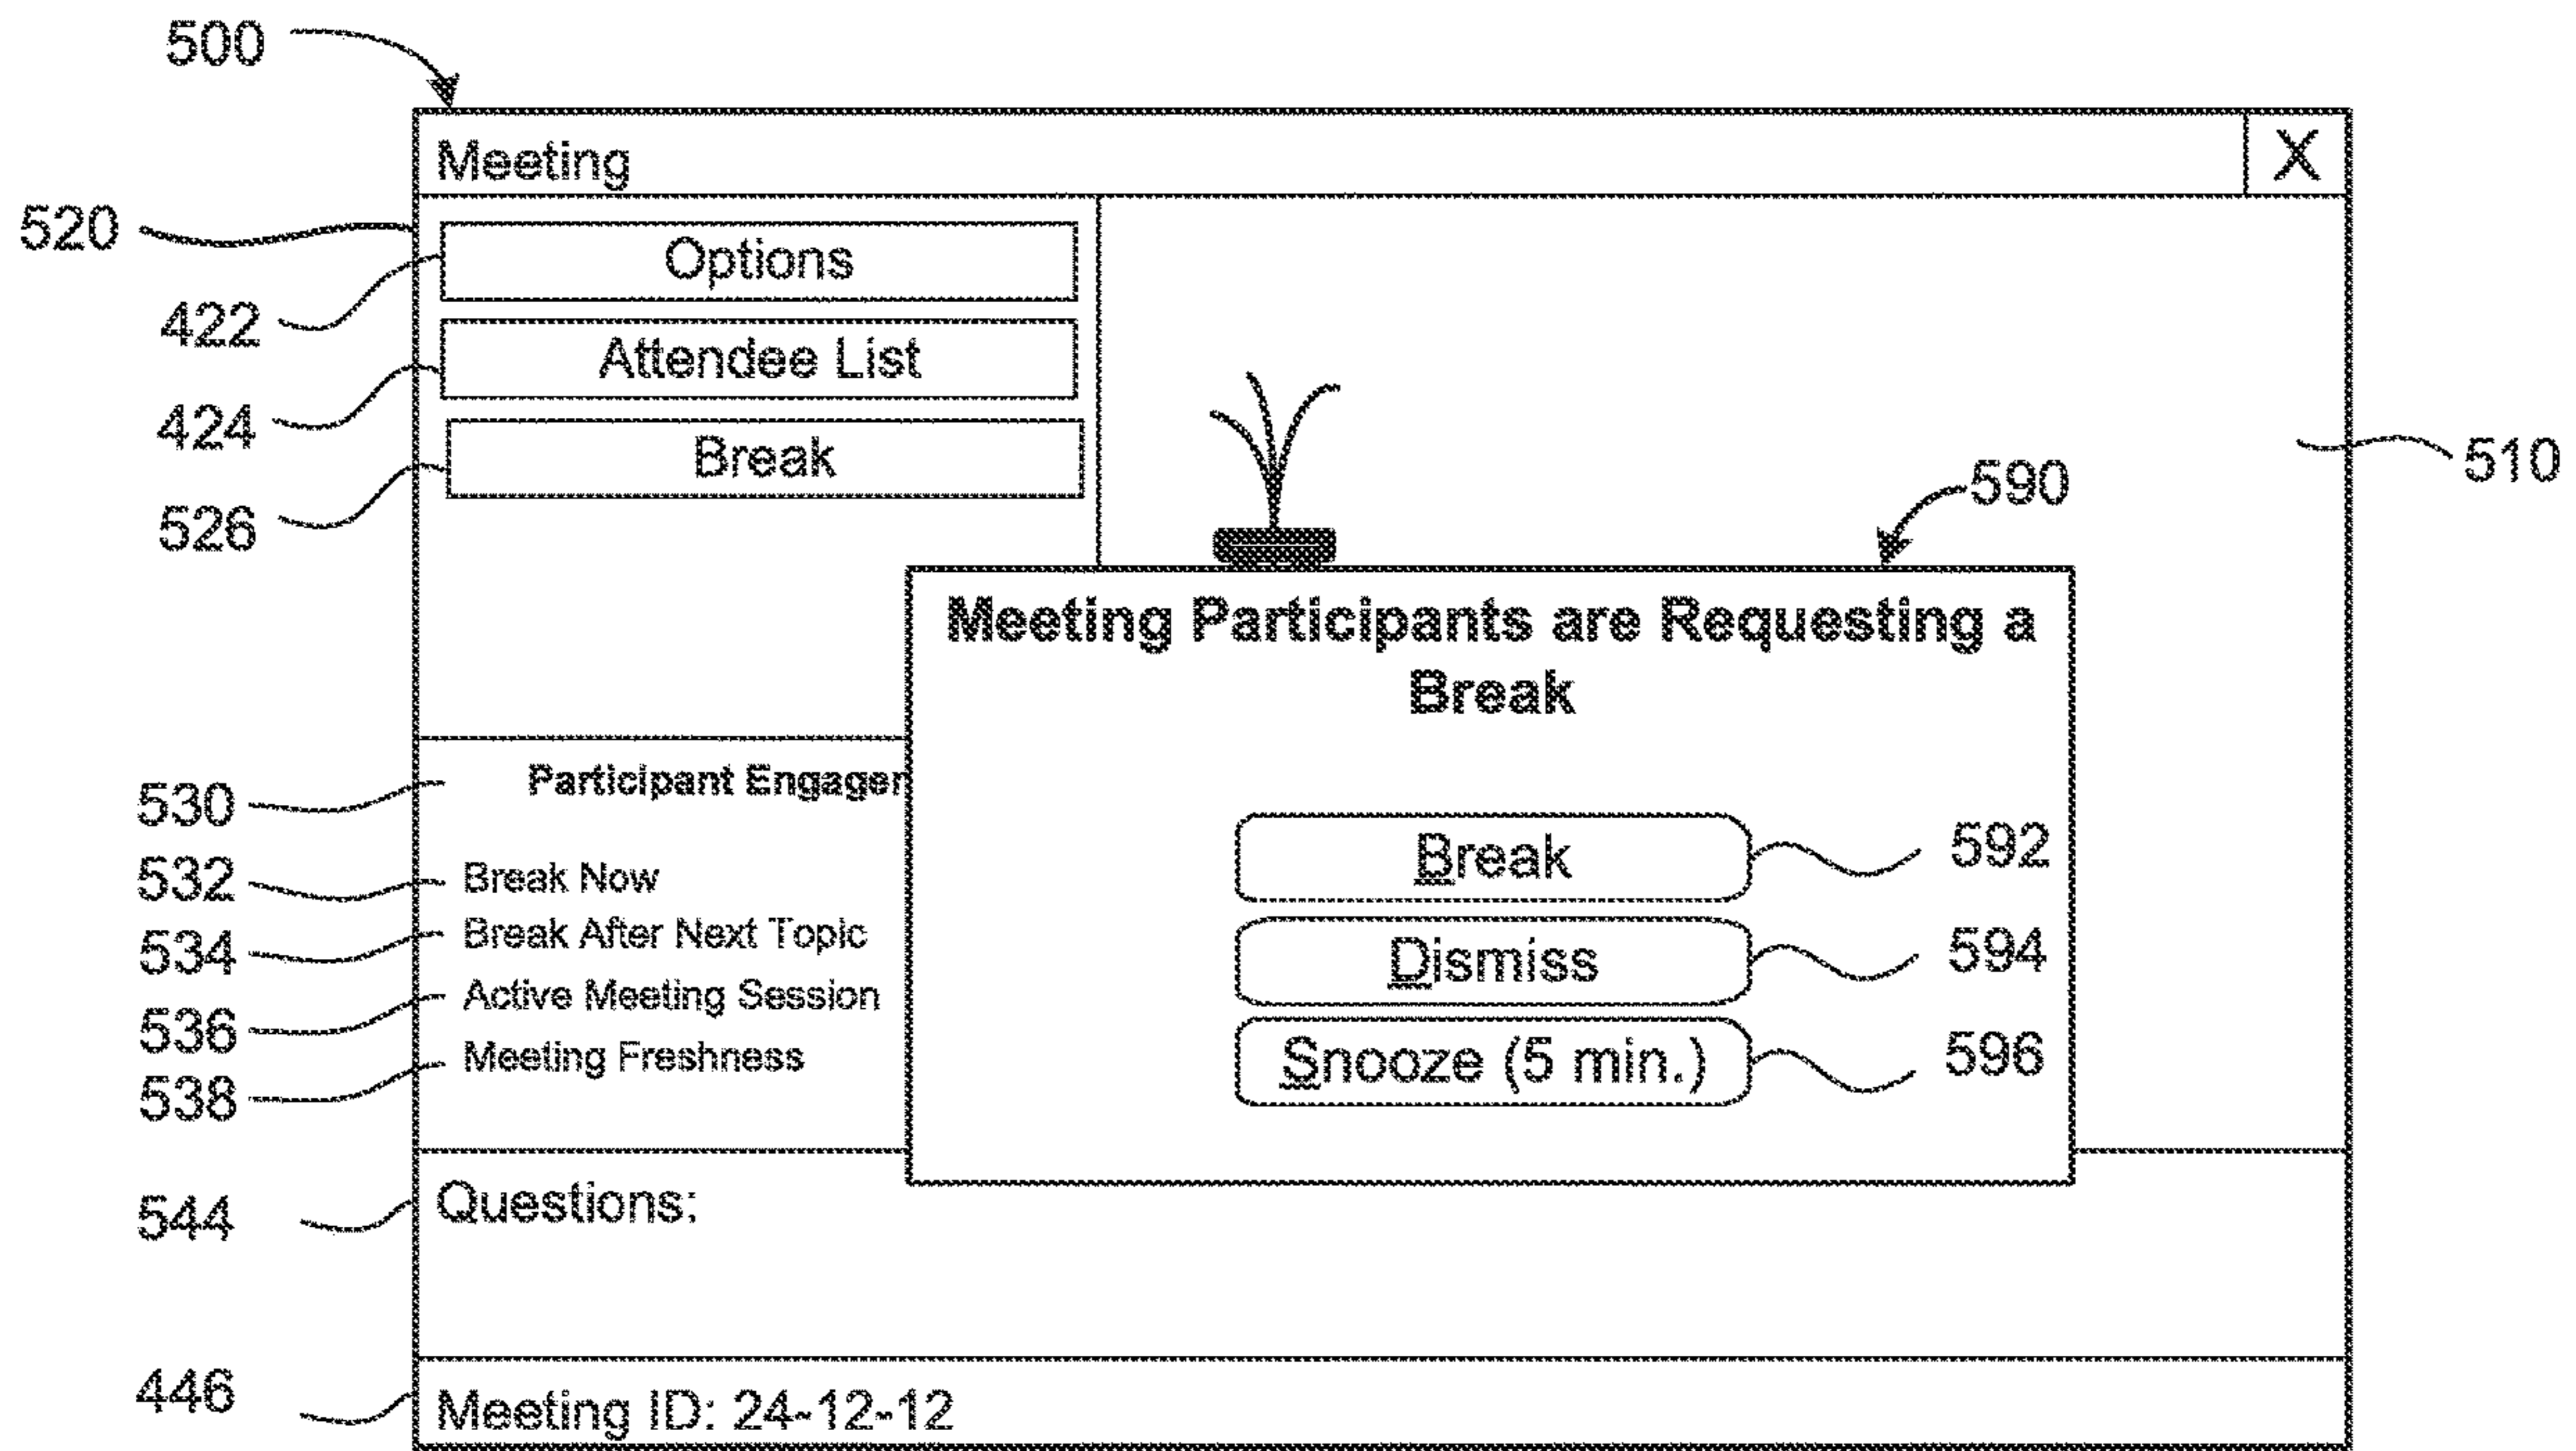 500
Meeting X
520
Options
422
Attendee List
424
Break
526
510
590
Meeting Participants are Requesting a
Break
530
Participant Engager
532
Break Now
534
Break After Next Topic
536
Active Meeting Session
538
Meeting Freshness
Break
592
Dismiss
594
Snooze (5 min.)
596
544
Questions:
446
Meeting ID: 24-12-12